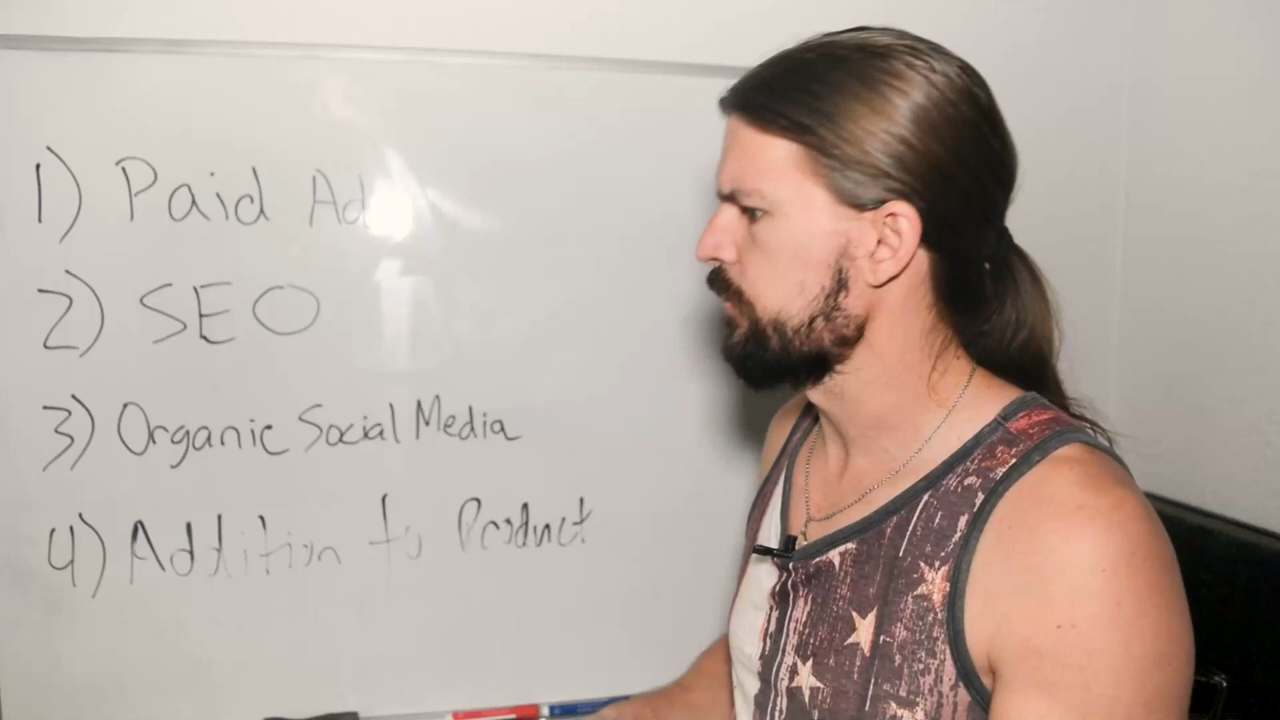 1) Paid Ad
2) SEO
3) Organic Social Media
4) Addition to Product